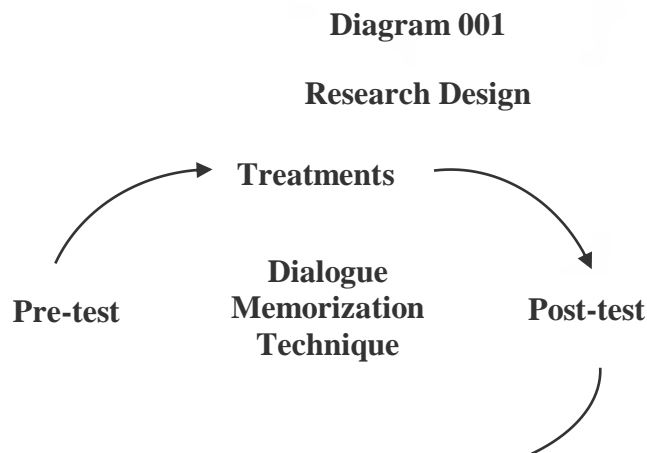 Diagram 001
Research Design
Treatments
Dialogue
Memorization
Technique
Pre-test
Post-test